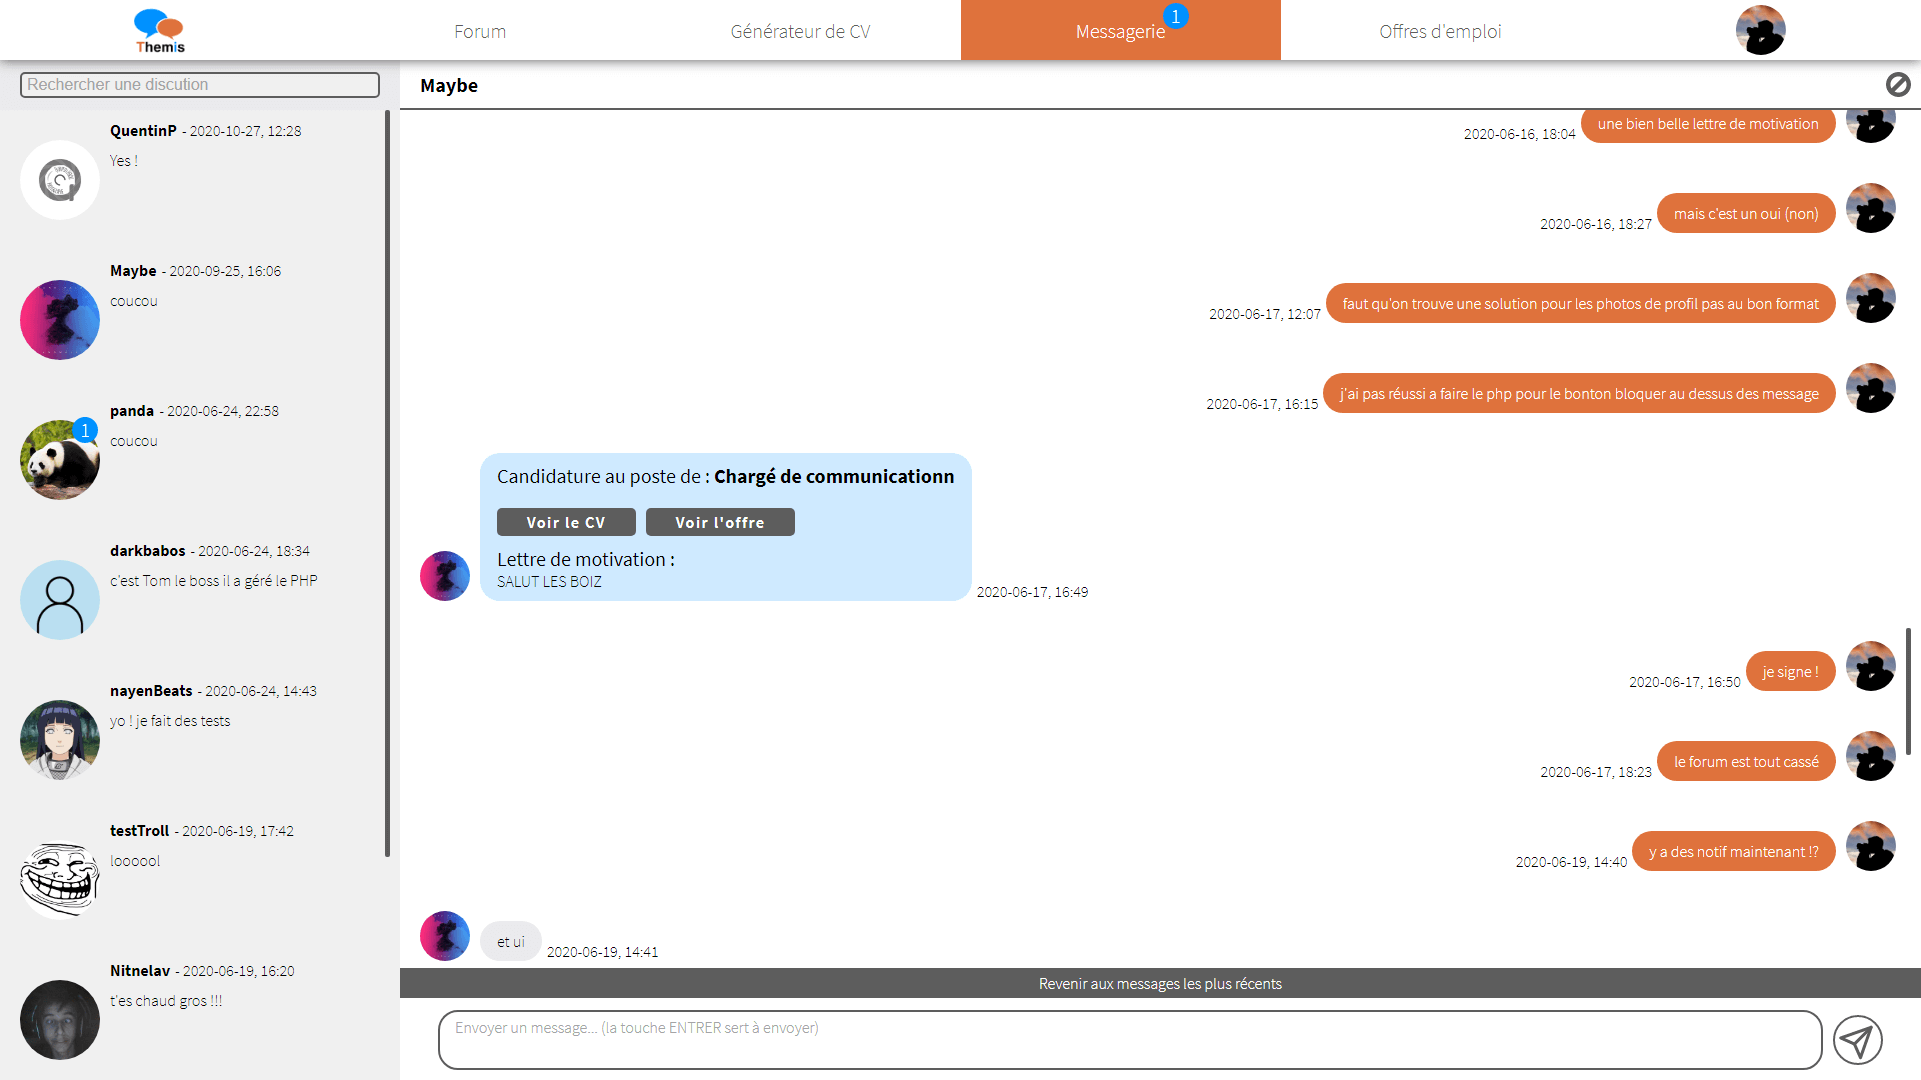 Themis
Forum
Générateur de CV
Messagerie
1
Offres d'emploi
Rechercher une discution
QuentinP - 2020-10-27, 12:28
Yes !
Maybe - 2020-09-25, 16:06
coucou
panda - 2020-06-24, 22:58
1
coucou
darkbabos - 2020-06-24, 18:34
c'est Tom le boss il a géré le PHP
nayenBeats - 2020-06-24, 14:43
yo ! je fait des tests
testTroll - 2020-06-19, 17:42
loooool
Nitnelav - 2020-06-19, 16:20
t'es chaud gros !!!
Maybe
2020-06-16, 18:04
une bien belle lettre de motivation
2020-06-16, 18:27
mais c'est un oui (non)
2020-06-17, 12:07
faut qu'on trouve une solution pour les photos de profil pas au bon format
2020-06-17, 16:15
j'ai pas réussi a faire le php pour le bonton bloquer au dessus des message
Candidature au poste de : Chargé de communicationn
Voir le CV
Voir l'offre
Lettre de motivation :
SALUT LES BOIZ
2020-06-17, 16:49
2020-06-17, 16:50
je signe !
2020-06-17, 18:23
le forum est tout cassé
2020-06-19, 14:40
y a des notif maintenant !?
et ui
2020-06-19, 14:41
Revenir aux messages les plus récents
Envoyer un message... (la touche ENTRER sert à envoyer)